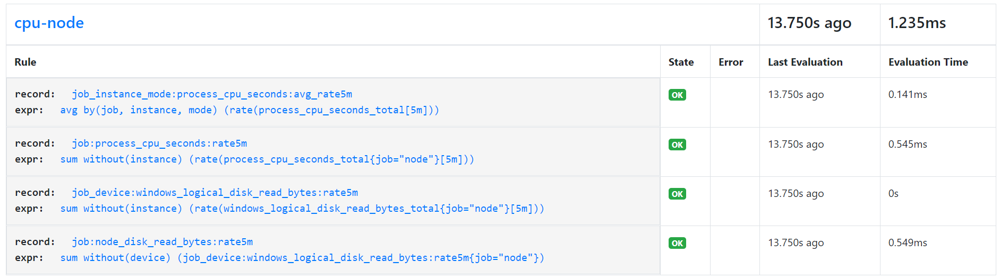 cpu-node 13.750s ago 1.235ms
Rule State Error Last Evaluation Evaluation Time
record: job_instance_mode:process_cpu_seconds:avg_rate5m OK 13.750s ago 0.141ms
expr: avg by(job, instance, mode) (rate(process_cpu_seconds_total[5m]))
record: job:process_cpu_seconds:rate5m OK 13.750s ago 0.545ms
expr: sum without(instance) (rate(process_cpu_seconds_total{job="node"}[5m]))
record: job_device:windows_logical_disk_read_bytes:rate5m OK 13.750s ago 0s
expr: sum without(instance) (rate(windows_logical_disk_read_bytes_total{job="node"}[5m]))
record: job:node_disk_read_bytes:rate5m OK 13.750s ago 0.549ms
expr: sum without(device) (job_device:windows_logical_disk_read_bytes:rate5m{job="node"})